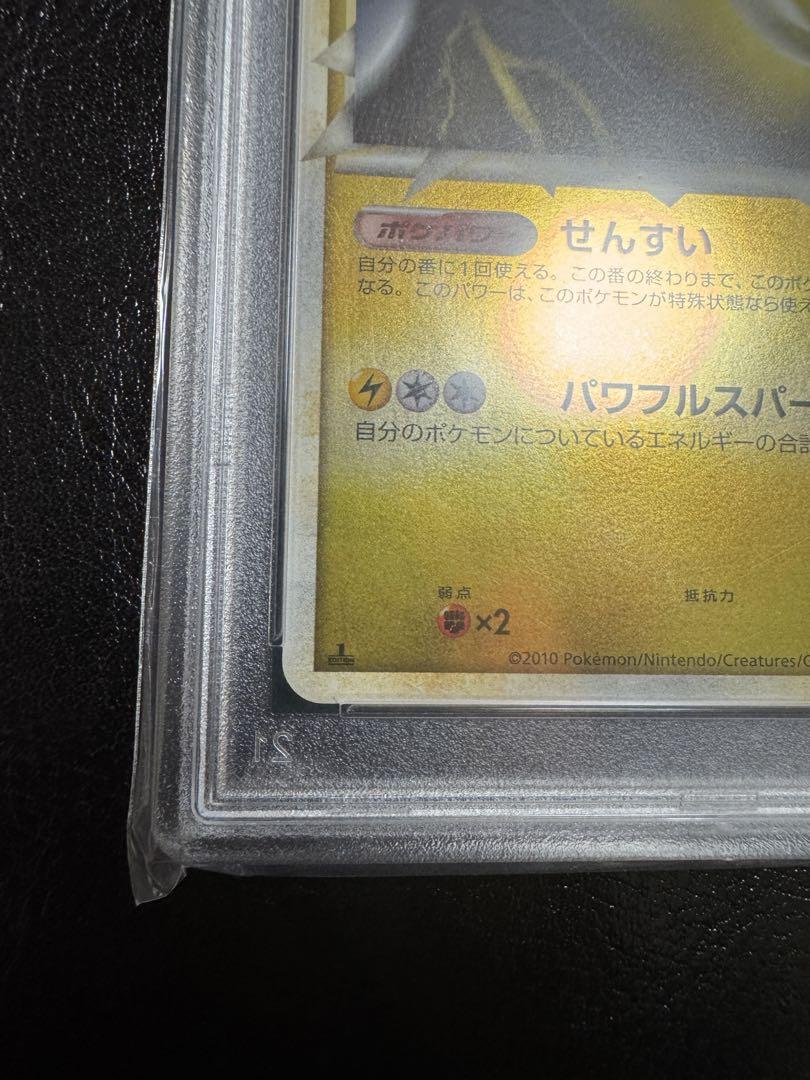 ポケパワー せんすい
自分の番に1回使える。この番の終わりまで、このポケ
なる。このパワーは、このポケモンが特殊状態なら使え
パワフルスパー
自分のポケモンについているエネルギーの合計
弱点 抵抗力
×2
1 EDITION
©2010 Pokémon/Nintendo/Creatures/G
21